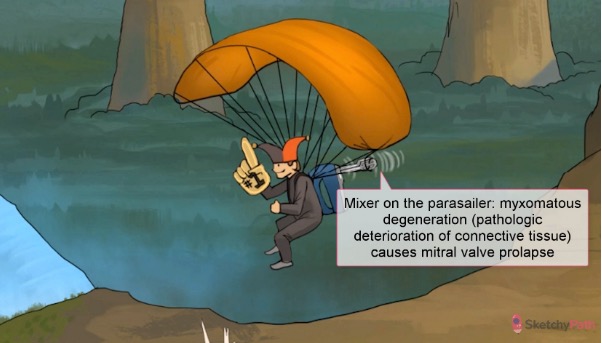 #1
Mixer on the parasailer: myxomatous
degeneration (pathologic
deterioration of connective tissue)
causes mitral valve prolapse
Sketchy